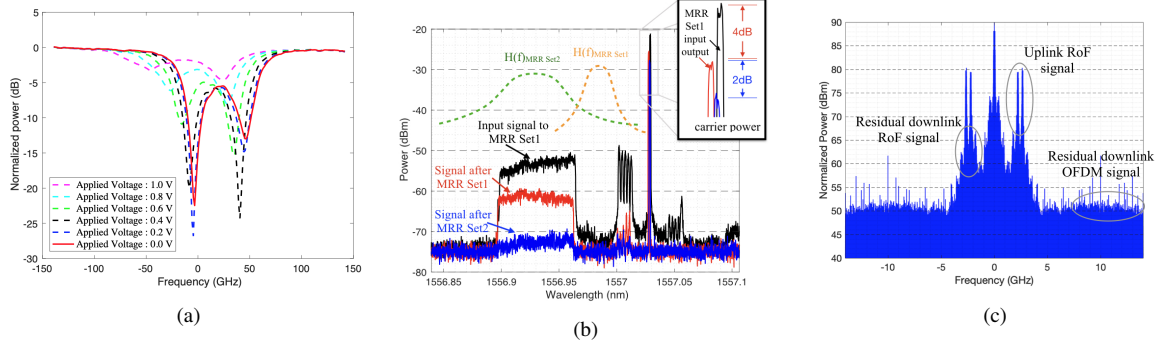 5
0
-5
-10
-15
-20
-25
-30
Normalized power (dB)
Applied Voltage : 1.0 V
Applied Voltage : 0.8 V
Applied Voltage : 0.6 V
Applied Voltage : 0.4 V
Applied Voltage : 0.2 V
Applied Voltage : 0.0 V
-150 -100 -50 0 50 100 150
Frequency (GHz)
(a)
-20
-30
-40
-50
-60
-70
-80
Power (dBm)
H(f)MRR Set2
H(f)MRR Set1
Input signal to
MRR Set1
Signal after
MRR Set1
Signal after
MRR Set2
MRR
Set1
input
output
4dB
2dB
carrier power
1556.85 1556.9 1556.95 1557 1557.05 1557.1
Wavelength (nm)
(b)
90
80
70
60
50
40
Normalized Power (dBm)
Uplink RoF
signal
Residual downlink
RoF signal
Residual downlink
OFDM signal
-10 -5 0 5 10
Frequency (GHz)
(c)